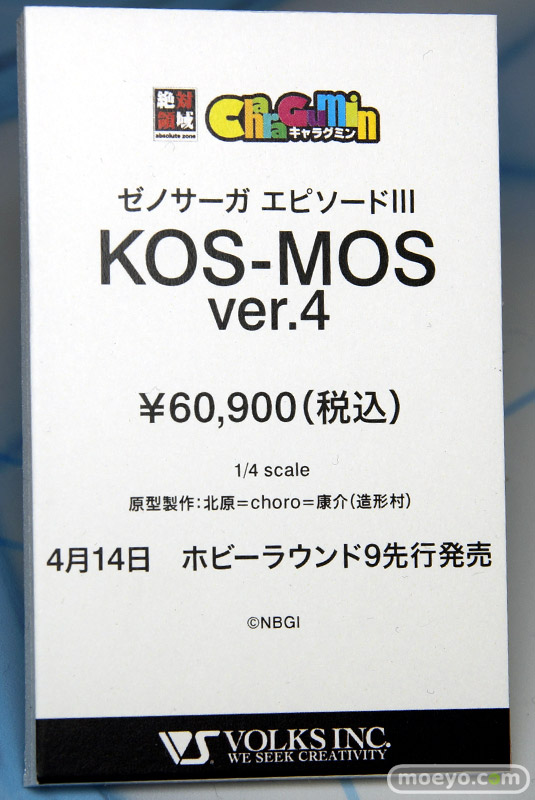 絶対
領域
absolute zone
CharaGumin
キャラグミン
ゼノサーガ エピソードIII
KOS-MOS
ver.4
¥60,900(税込)
1/4 scale
原型製作:北原=choro=康介(造形村)
4月14日 ホビーラウンド9先行発売
©NBGI
VS VOLKS INC.
WE SEEK CREATIVITY
moeyo.com